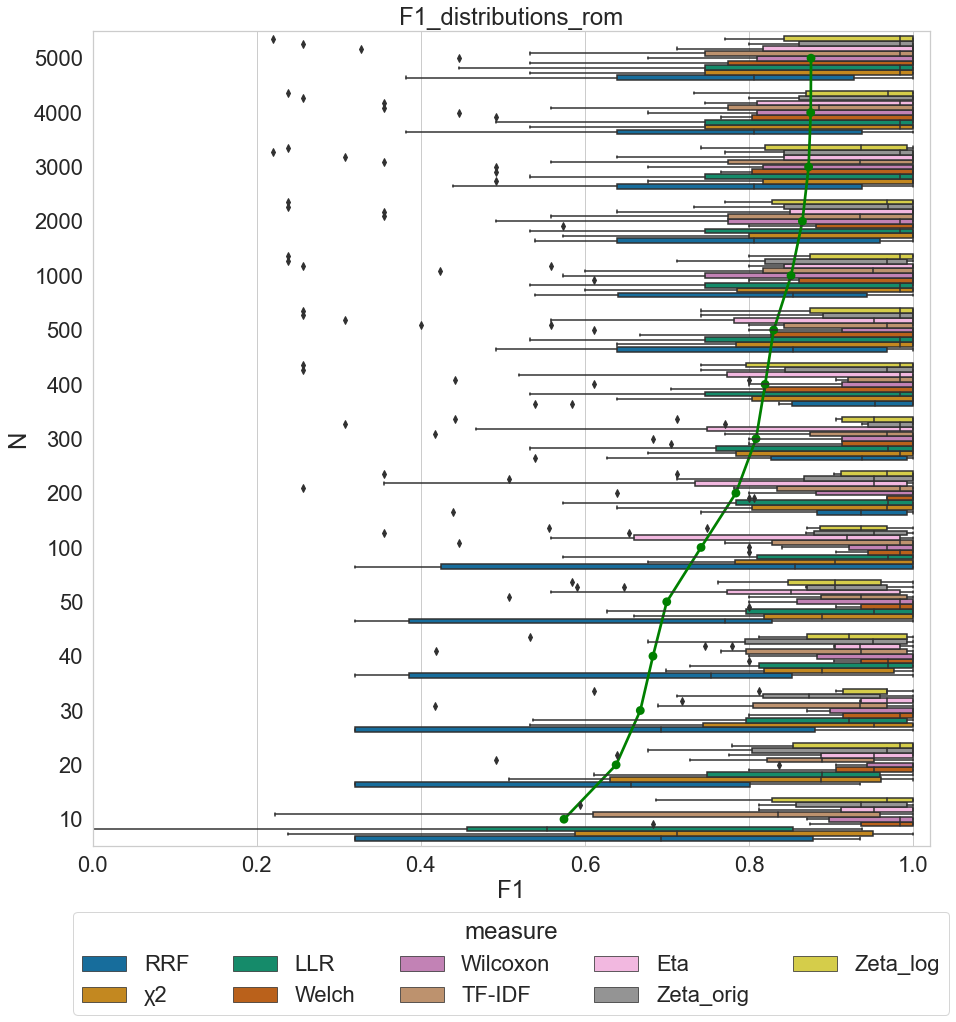 F1_distributions_rom
5000
4000
3000
2000
1000
500
400
300
200
100
50
40
30
20
10
N
0.0 0.2 0.4 0.6 0.8 1.0
F1
measure
RRF LLR Wilcoxon Eta Zeta_log
χ2 Welch TF-IDF Zeta_orig